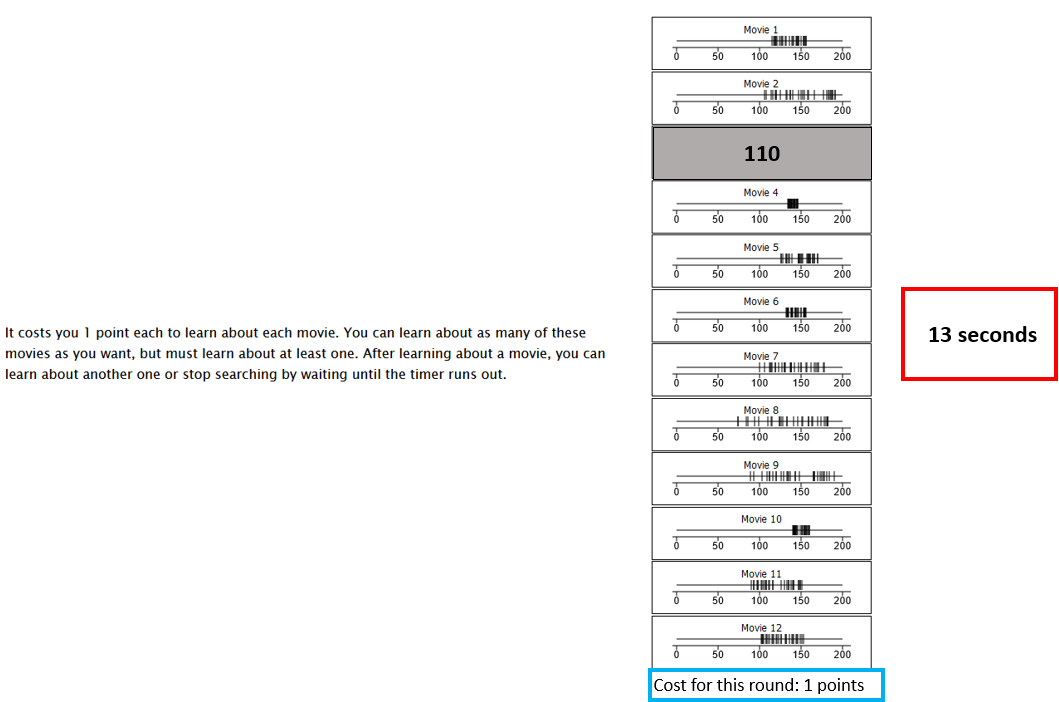 Movie 1
0 50 100 150 200
Movie 2
0 50 100 150 200
110
Movie 4
0 50 100 150 200
Movie 5
0 50 100 150 200
Movie 6
0 50 100 150 200
Movie 7
0 50 100 150 200
Movie 8
0 50 100 150 200
Movie 9
0 50 100 150 200
Movie 10
0 50 100 150 200
Movie 11
0 50 100 150 200
Movie 12
0 50 100 150 200
Cost for this round: 1 points
It costs you 1 point each to learn about each movie. You can learn about as many of these
movies as you want, but must learn about at least one. After learning about a movie, you can
learn about another one or stop searching by waiting until the timer runs out.
13 seconds